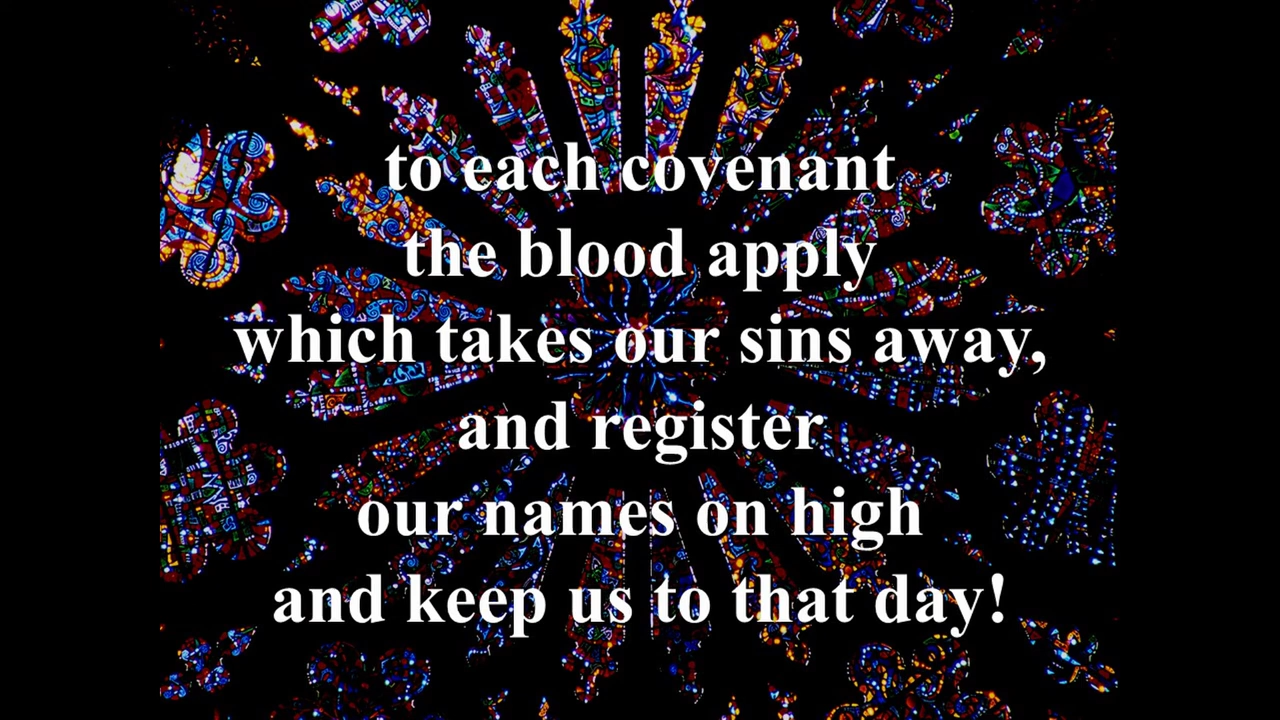 to each covenant
the blood apply
which takes our sins away,
and register
our names on high
and keep us to that day!